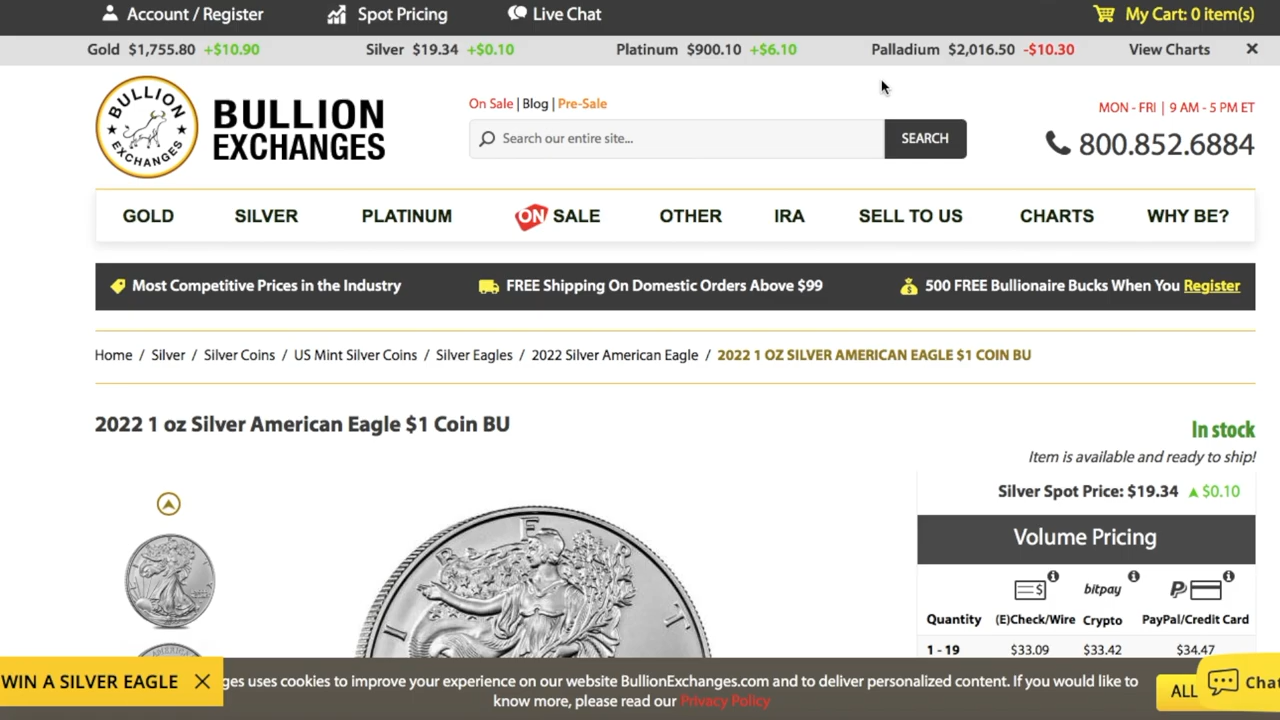 Account / Register Spot Pricing Live Chat My Cart: 0 item(s)
Gold $1,755.80 +$10.90 Silver $19.34 +$0.10 Platinum $900.10 +$6.10 Palladium $2,016.50 -$10.30 View Charts
BULLION EXCHANGES
BULLION
EXCHANGES
On Sale | Blog | Pre-Sale
Search our entire site...
SEARCH
MON - FRI | 9 AM - 5 PM ET
800.852.6884
GOLD SILVER PLATINUM ON SALE OTHER IRA SELL TO US CHARTS WHY BE?
Most Competitive Prices in the Industry FREE Shipping On Domestic Orders Above $99 500 FREE Bullionaire Bucks When You Register
Home / Silver / Silver Coins / US Mint Silver Coins / Silver Eagles / 2022 Silver American Eagle / 2022 1 OZ SILVER AMERICAN EAGLE $1 COIN BU
2022 1 oz Silver American Eagle $1 Coin BU
In stock
Item is available and ready to ship!
Silver Spot Price: $19.34 $0.10
Volume Pricing
bitpay
Quantity (E)Check/Wire Crypto PayPal/Credit Card
1 - 19 $33.09 $33.42 $34.47
L I B E R T
WIN A SILVER EAGLE
ges uses cookies to improve your experience on our website BullionExchanges.com and to deliver personalized content. If you would like to
know more, please read our Privacy Policy
ALL
Chat